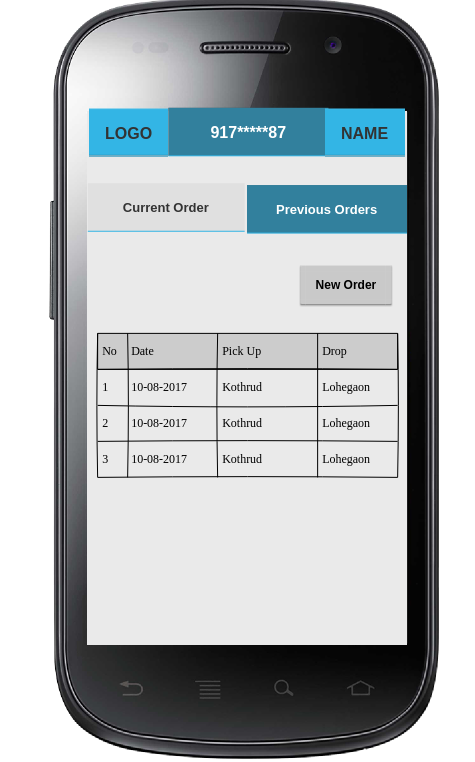 LOGO 917*****87 NAME
Current Order Previous Orders
New Order
No Date Pick Up Drop
1 10-08-2017 Kothrud Lohegaon
2 10-08-2017 Kothrud Lohegaon
3 10-08-2017 Kothrud Lohegaon